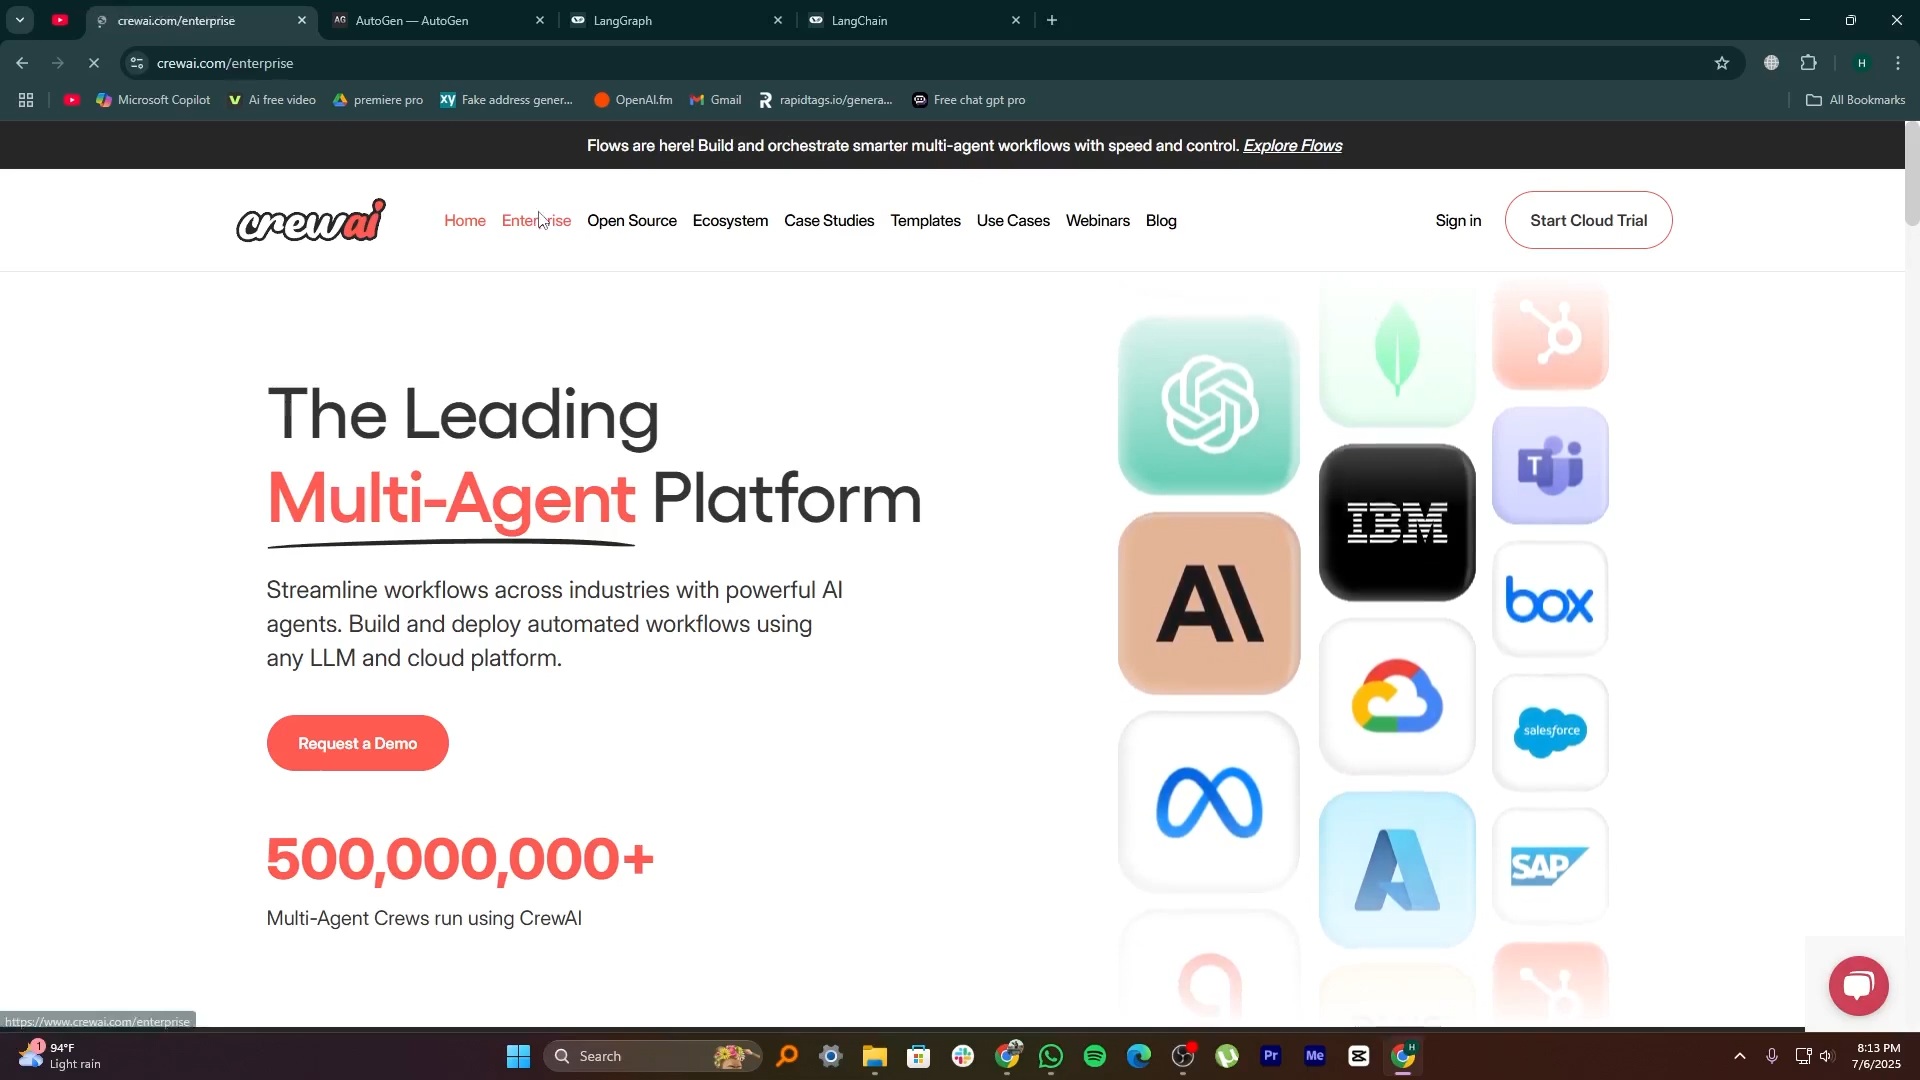 crewai.com/enterprise
AG AutoGen — AutoGen
LangGraph
LangChain
crewai.com/enterprise
H
Microsoft Copilot
Ai free video
premiere pro
XY Fake address gener...
OpenAI.fm
Gmail
rapidtags.io/genera...
Free chat gpt pro
All Bookmarks
Flows are here! Build and orchestrate smarter multi-agent workflows with speed and control. Explore Flows
crewai
Home
Enterprise
Open Source
Ecosystem
Case Studies
Templates
Use Cases
Webinars
Blog
Sign in
Start Cloud Trial
The Leading
Multi-Agent Platform
Streamline workflows across industries with powerful AI
agents. Build and deploy automated workflows using
any LLM and cloud platform.
Request a Demo
500,000,000+
Multi-Agent Crews run using CrewAI
T
IBM
AI
box
salesforce
SAP
https://www.crewai.com/enterprise
1
94°F
Light rain
Search
Pr
Me
H
8:13 PM
7/6/2025